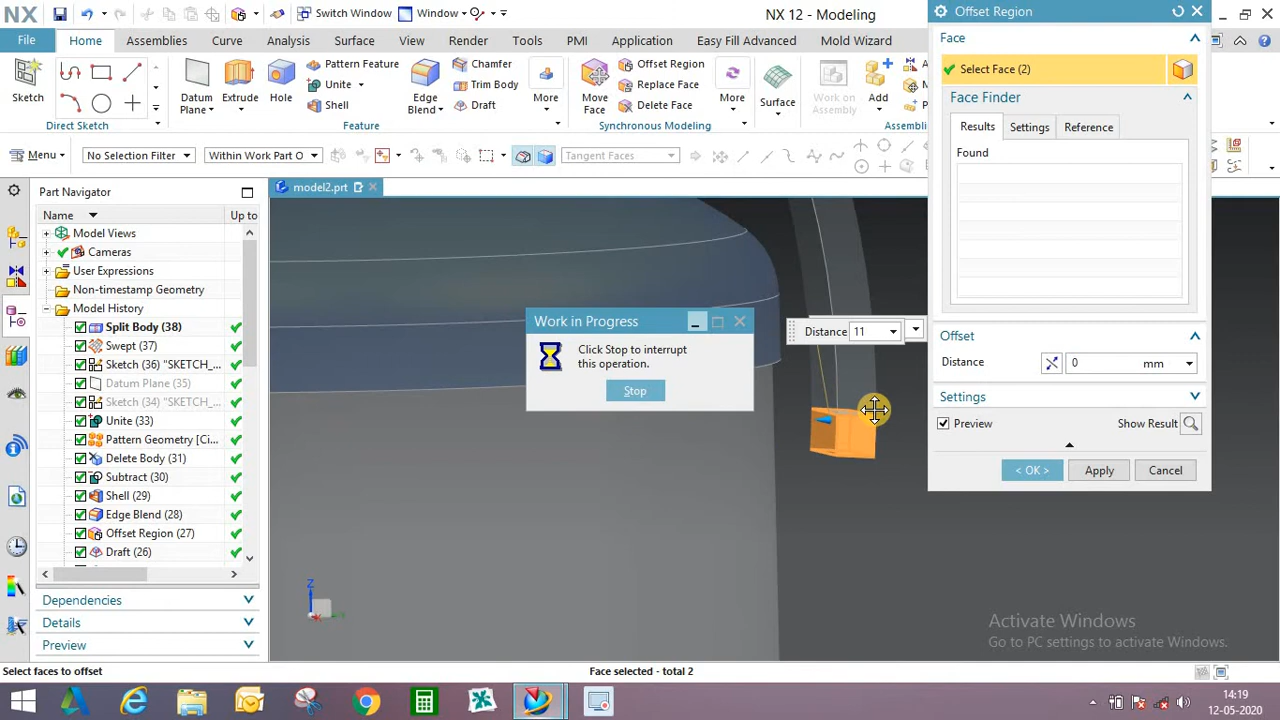 NX
Switch Window
Window
NX 12 - Modeling
File
Home
Assemblies
Curve
Analysis
Surface
View
Render
Tools
PMI
Application
Easy Fill Advanced
Mold Wizard
Sketch
Direct Sketch
Datum Plane
Extrude
Hole
Pattern Feature
Unite
Shell
Edge Blend
Chamfer
Trim Body
Draft
More
Feature
Move Face
Offset Region
Replace Face
Delete Face
More
Synchronous Modeling
Surface
Work on Assembly
Add
Assembli
Menu
No Selection Filter
Within Work Part O
Tangent Faces
Part Navigator
Name
Up to
Model Views
Cameras
User Expressions
Non-timestamp Geometry
Model History
Split Body (38)
Swept (37)
Sketch (36) "SKETCH_
Datum Plane (35)
Sketch (34) "SKETCH_
Unite (33)
Pattern Geometry [Ci
Delete Body (31)
Subtract (30)
Shell (29)
Edge Blend (28)
Offset Region (27)
Draft (26)
Dependencies
Details
Preview
model2.prt
Work in Progress
Click Stop to interrupt
this operation.
Stop
Distance 11
Z
Offset Region
Face
Select Face (2)
Face Finder
Results
Settings
Reference
Found
Offset
Distance
0 mm
Settings
Preview
Show Result
< OK >
Apply
Cancel
Activate Windows
Go to PC settings to activate Windows.
Select faces to offset
Face selected - total 2
14:19
12-05-2020